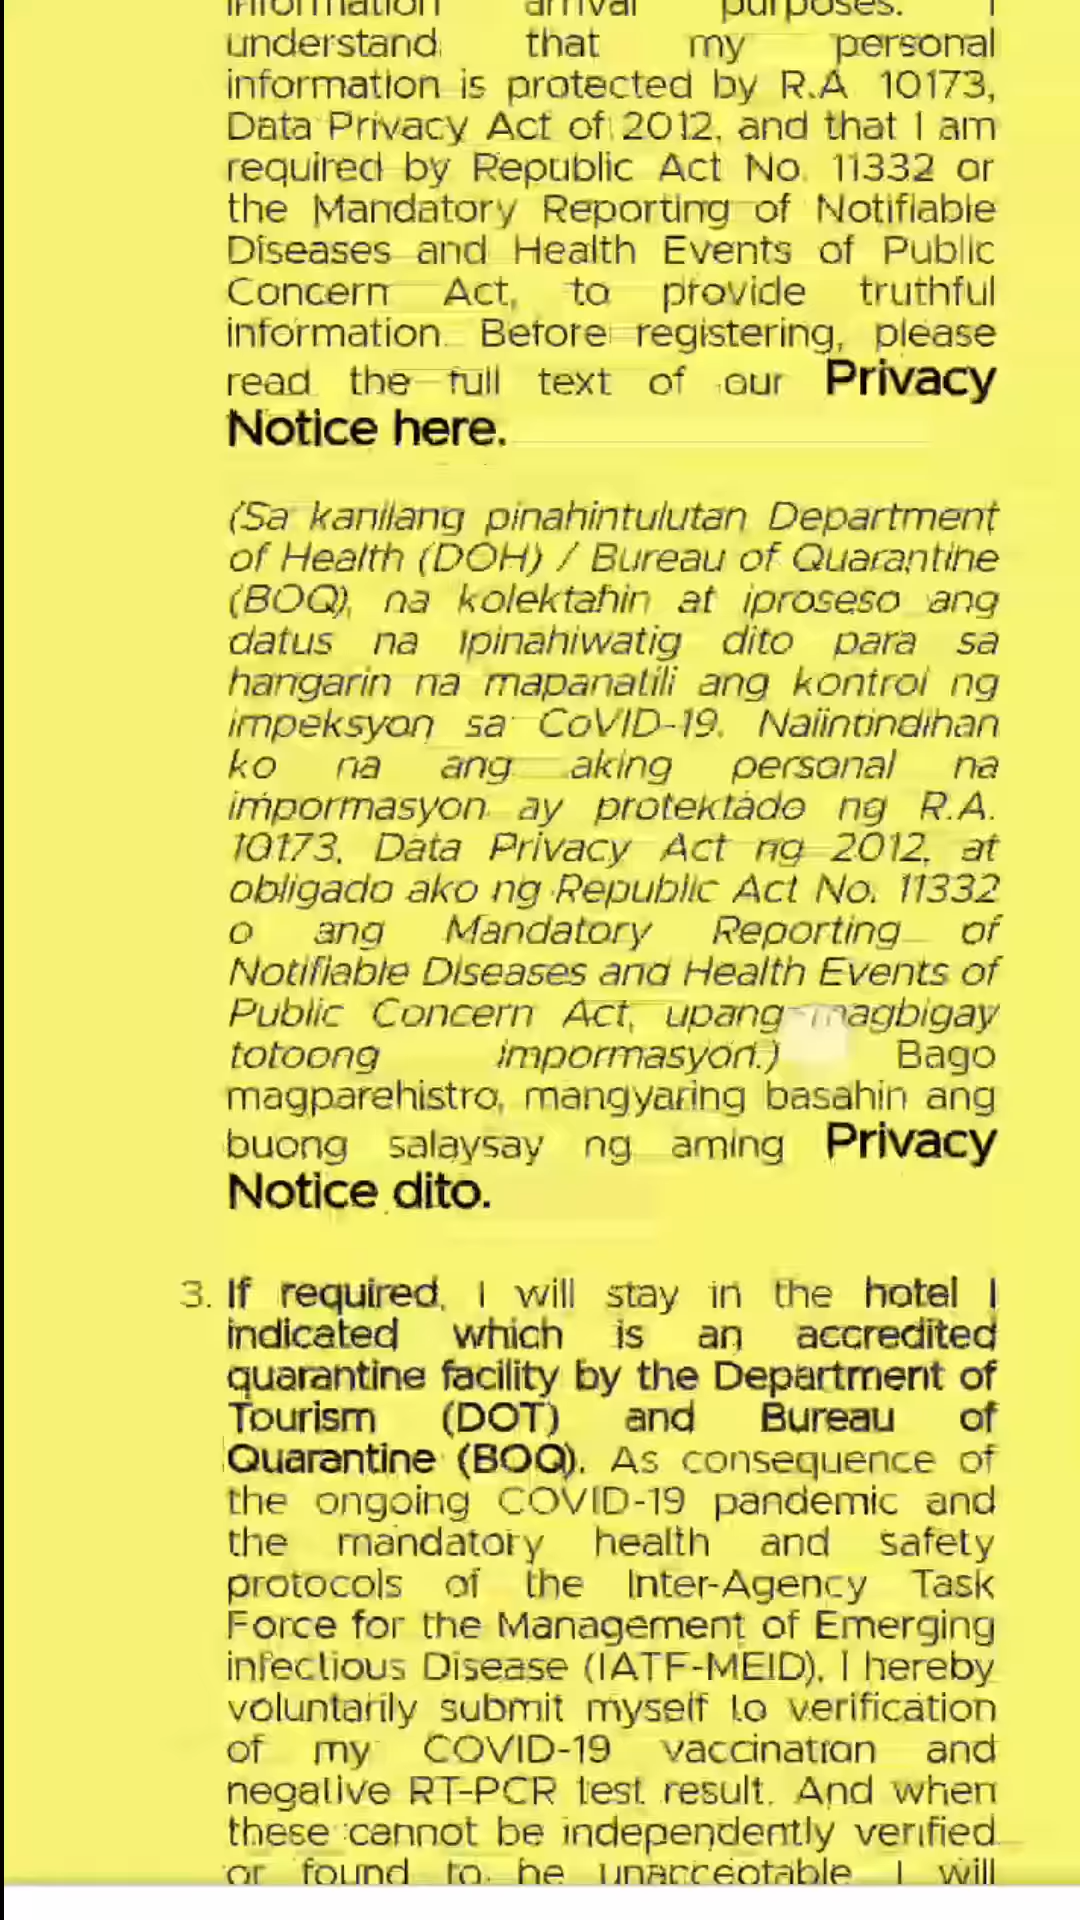 information arrival purposes. I
understand that my personal
information is protected by R.A 10173,
Data Privacy Act of 2012, and that I am
required by Republic Act No. 11332 or
the Mandatory Reporting of Notifiable
Diseases and Health Events of Public
Concern Act, to provide truthful
information. Before registering, please
read the full text of our Privacy
Notice here.
(Sa kanilang pinahintulutan Department
of Health (DOH) / Bureau of Quarantine
(BOQ), na kolektahin at iproseso ang
datus na ipinahiwatig dito para sa
hangarin na mapanatili ang kontrol ng
impeksyon sa CoVID-19. Naiintindihan
ko na ang aking personal na
impormasyon ay protektado ng R.A.
10173, Data Privacy Act ng 2012, at
obligado ako ng Republic Act No. 11332
o ang Mandatory Reporting of
Notifiable Diseases and Health Events of
Public Concern Act, upang magbigay
totoong impormasyon.) Bago
magparehistro, mangyaring basahin ang
buong salaysay ng aming Privacy
Notice dito.
3. If required, I will stay in the hotel I
indicated which is an accredited
quarantine facility by the Department of
Tourism (DOT) and Bureau of
Quarantine (BOQ). As consequence of
the ongoing COVID-19 pandemic and
the mandatory health and safety
protocols of the Inter-Agency Task
Force for the Management of Emerging
infectious Disease (IATF-MEID), I hereby
voluntarily submit myself to verification
of my COVID-19 vaccination and
negative RT-PCR test result. And when
these cannot be independently verified
or found to be unacceptable, I will